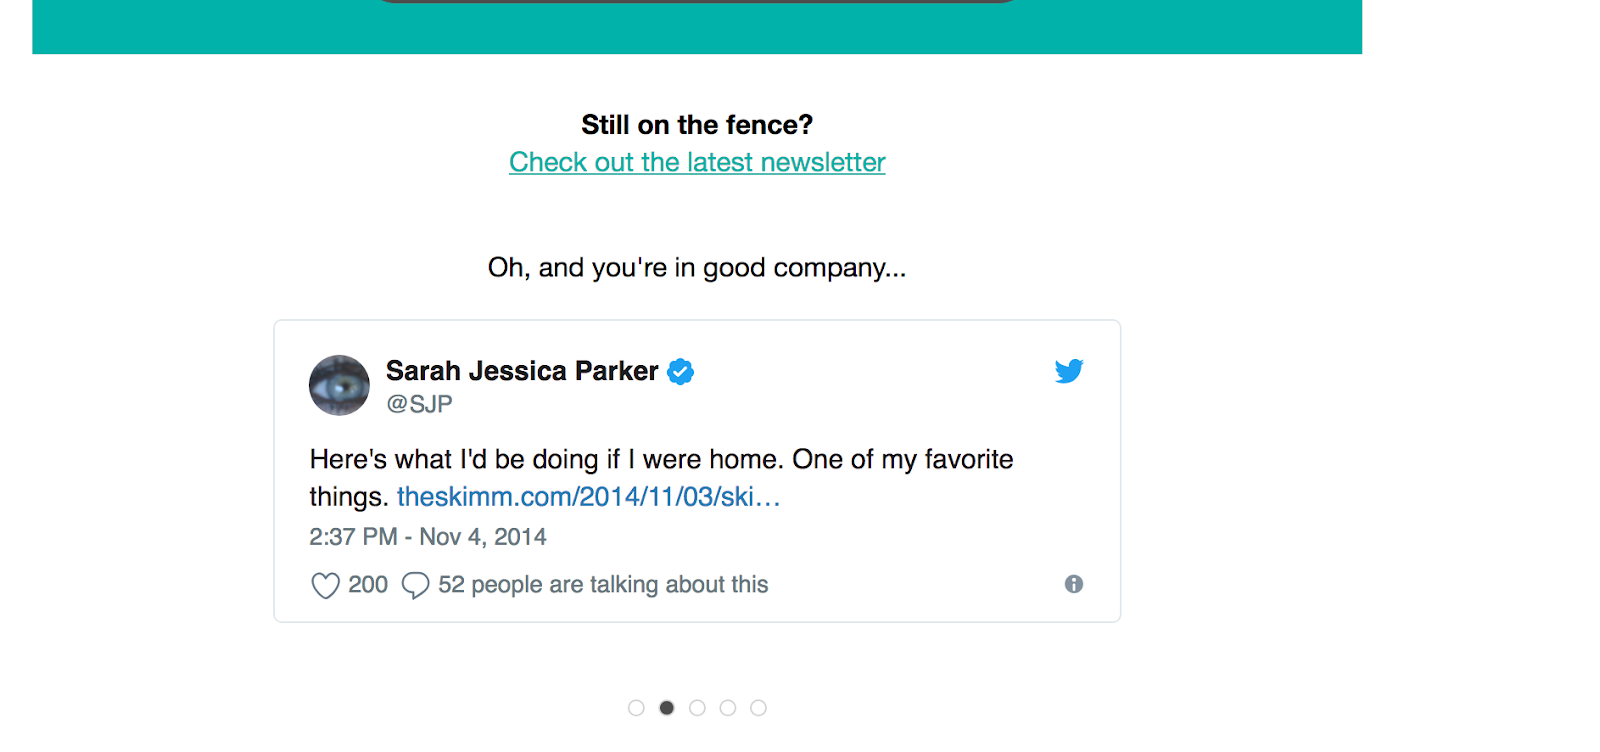 Still on the fence?
Check out the latest newsletter
Oh, and you're in good company...
Sarah Jessica Parker
@SJP
Here's what I'd be doing if I were home. One of my favorite
things. theskimm.com/2014/11/03/ski…
2:37 PM - Nov 4, 2014
200 52 people are talking about this